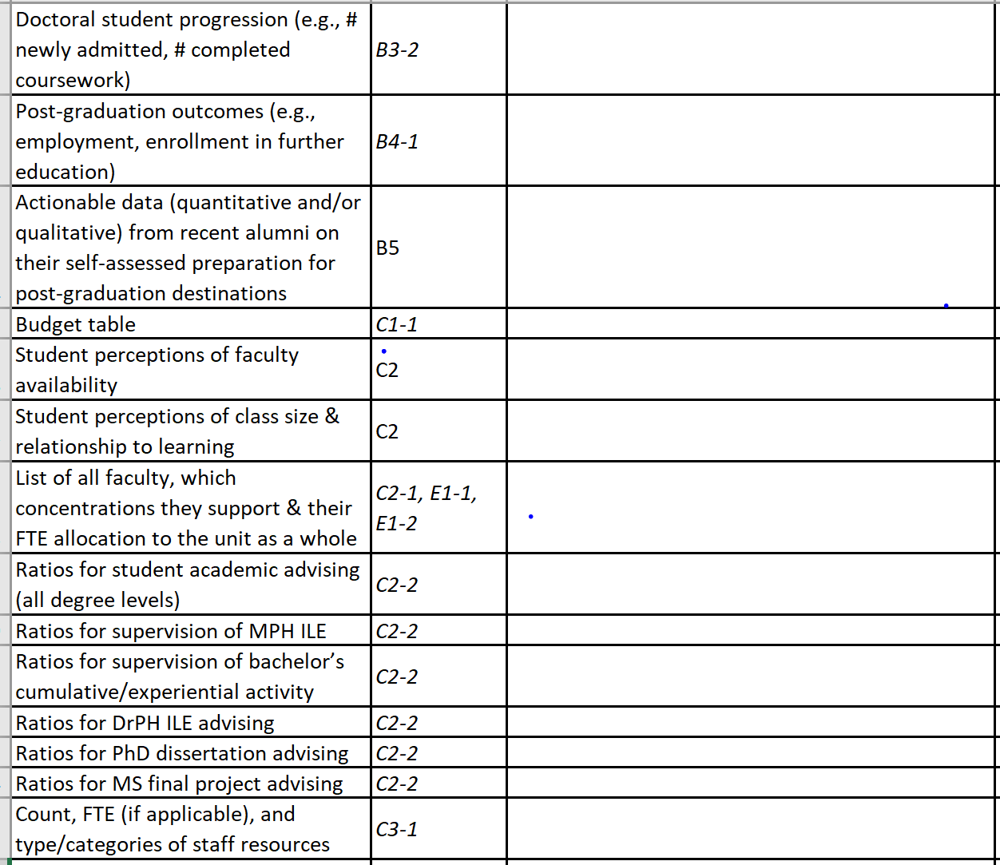 Doctoral student progression (e.g., #
newly admitted, # completed
coursework)
B3-2
Post-graduation outcomes (e.g.,
employment, enrollment in further
education)
B4-1
Actionable data (quantitative and/or
qualitative) from recent alumni on
their self-assessed preparation for
post-graduation destinations
B5
Budget table
C1-1
Student perceptions of faculty
availability
C2
Student perceptions of class size &
relationship to learning
C2
List of all faculty, which
concentrations they support & their
FTE allocation to the unit as a whole
C2-1, E1-1,
E1-2
Ratios for student academic advising
(all degree levels)
C2-2
Ratios for supervision of MPH ILE
C2-2
Ratios for supervision of bachelor’s
cumulative/experiential activity
C2-2
Ratios for DrPH ILE advising
C2-2
Ratios for PhD dissertation advising
C2-2
Ratios for MS final project advising
C2-2
Count, FTE (if applicable), and
type/categories of staff resources
C3-1